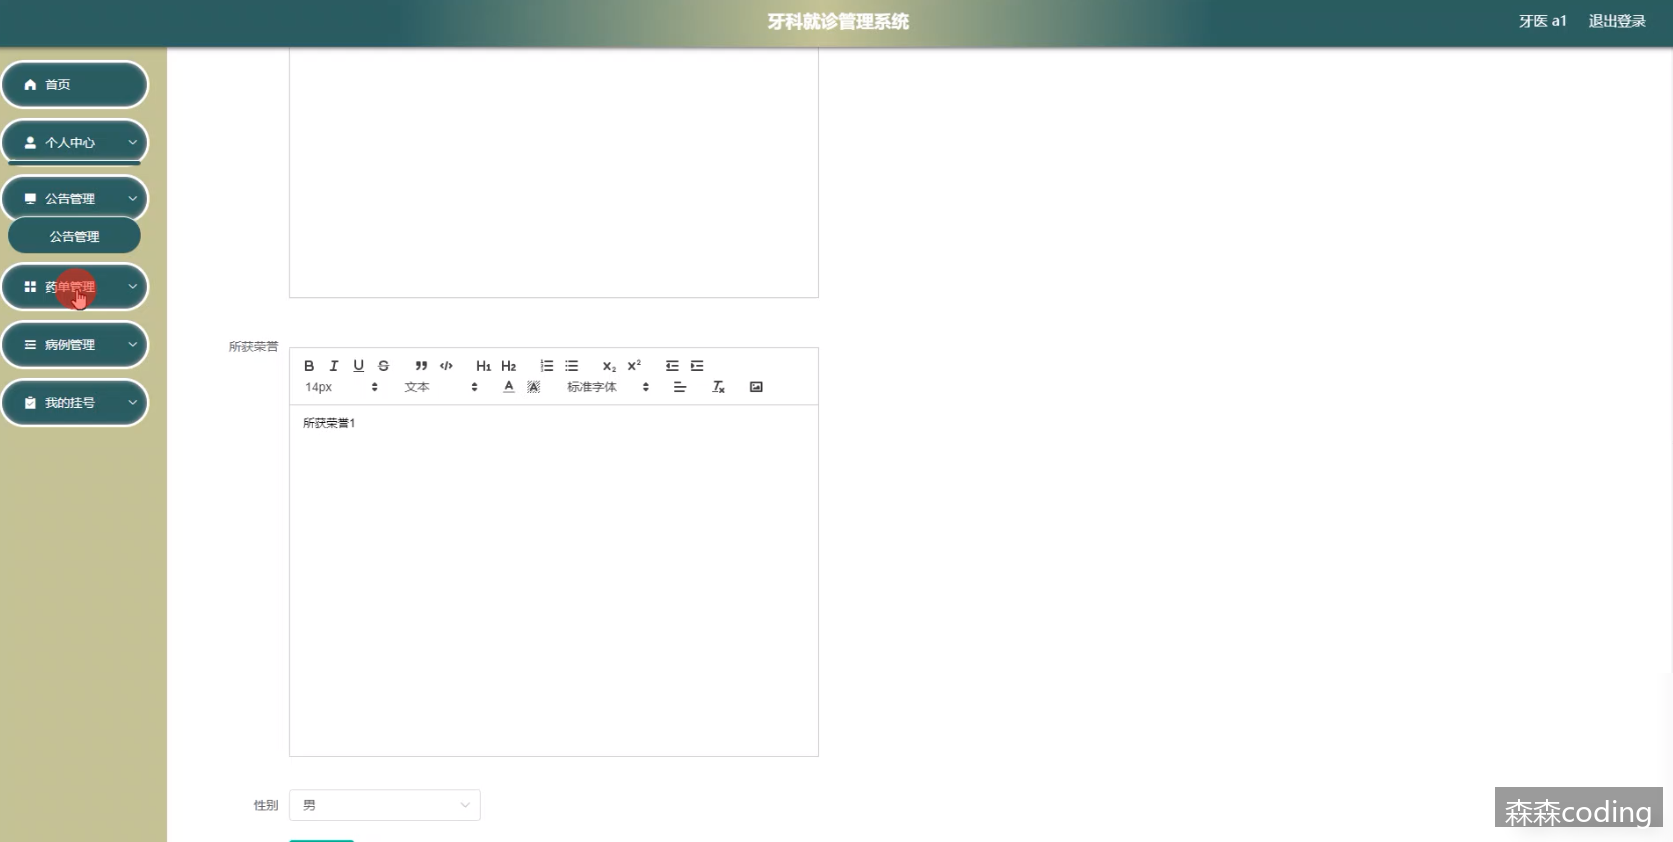 牙科就诊管理系统
牙医 a1
退出登录
首页
个人中心
公告管理
公告管理
药单管理
病例管理
我的挂号
所获荣誉
B I U S ” </> H1 H2 X2 X2
14px 文本 A A 标准字体 Tx
所获荣誉1
性别
男
森森coding